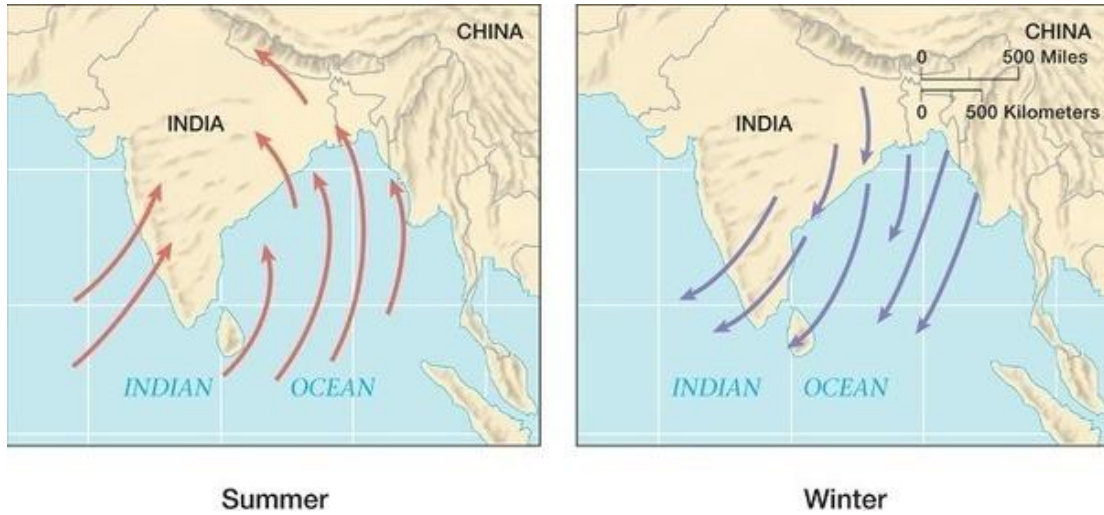 CHINA
INDIA
INDIAN OCEAN
Summer
CHINA
0 500 Miles
0 500 Kilometers
INDIA
INDIAN OCEAN
Winter